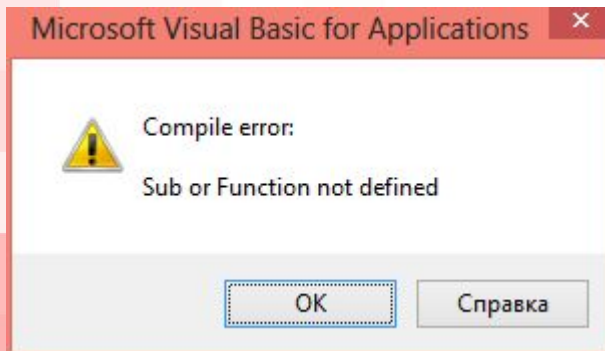 Microsoft Visual Basic for Applications
Compile error:
Sub or Function not defined
OK
Справка